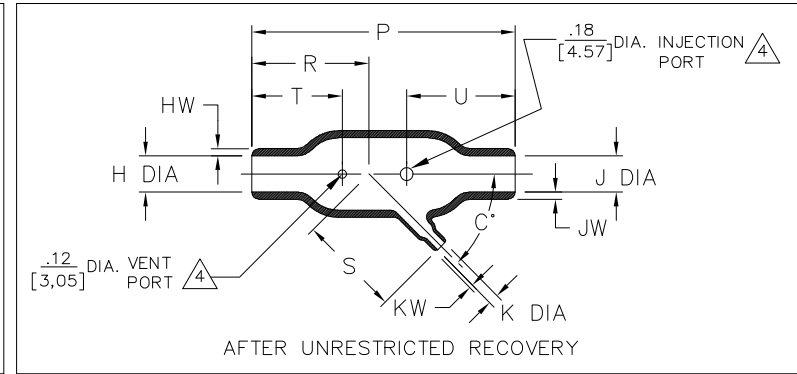 P
.18
[4.57]
DIA. INJECTION
PORT
4
R
T
U
HW
H DIA
J DIA
C°
JW
.12
[3,05]
DIA. VENT
PORT
4
S
KW
K DIA
AFTER UNRESTRICTED RECOVERY